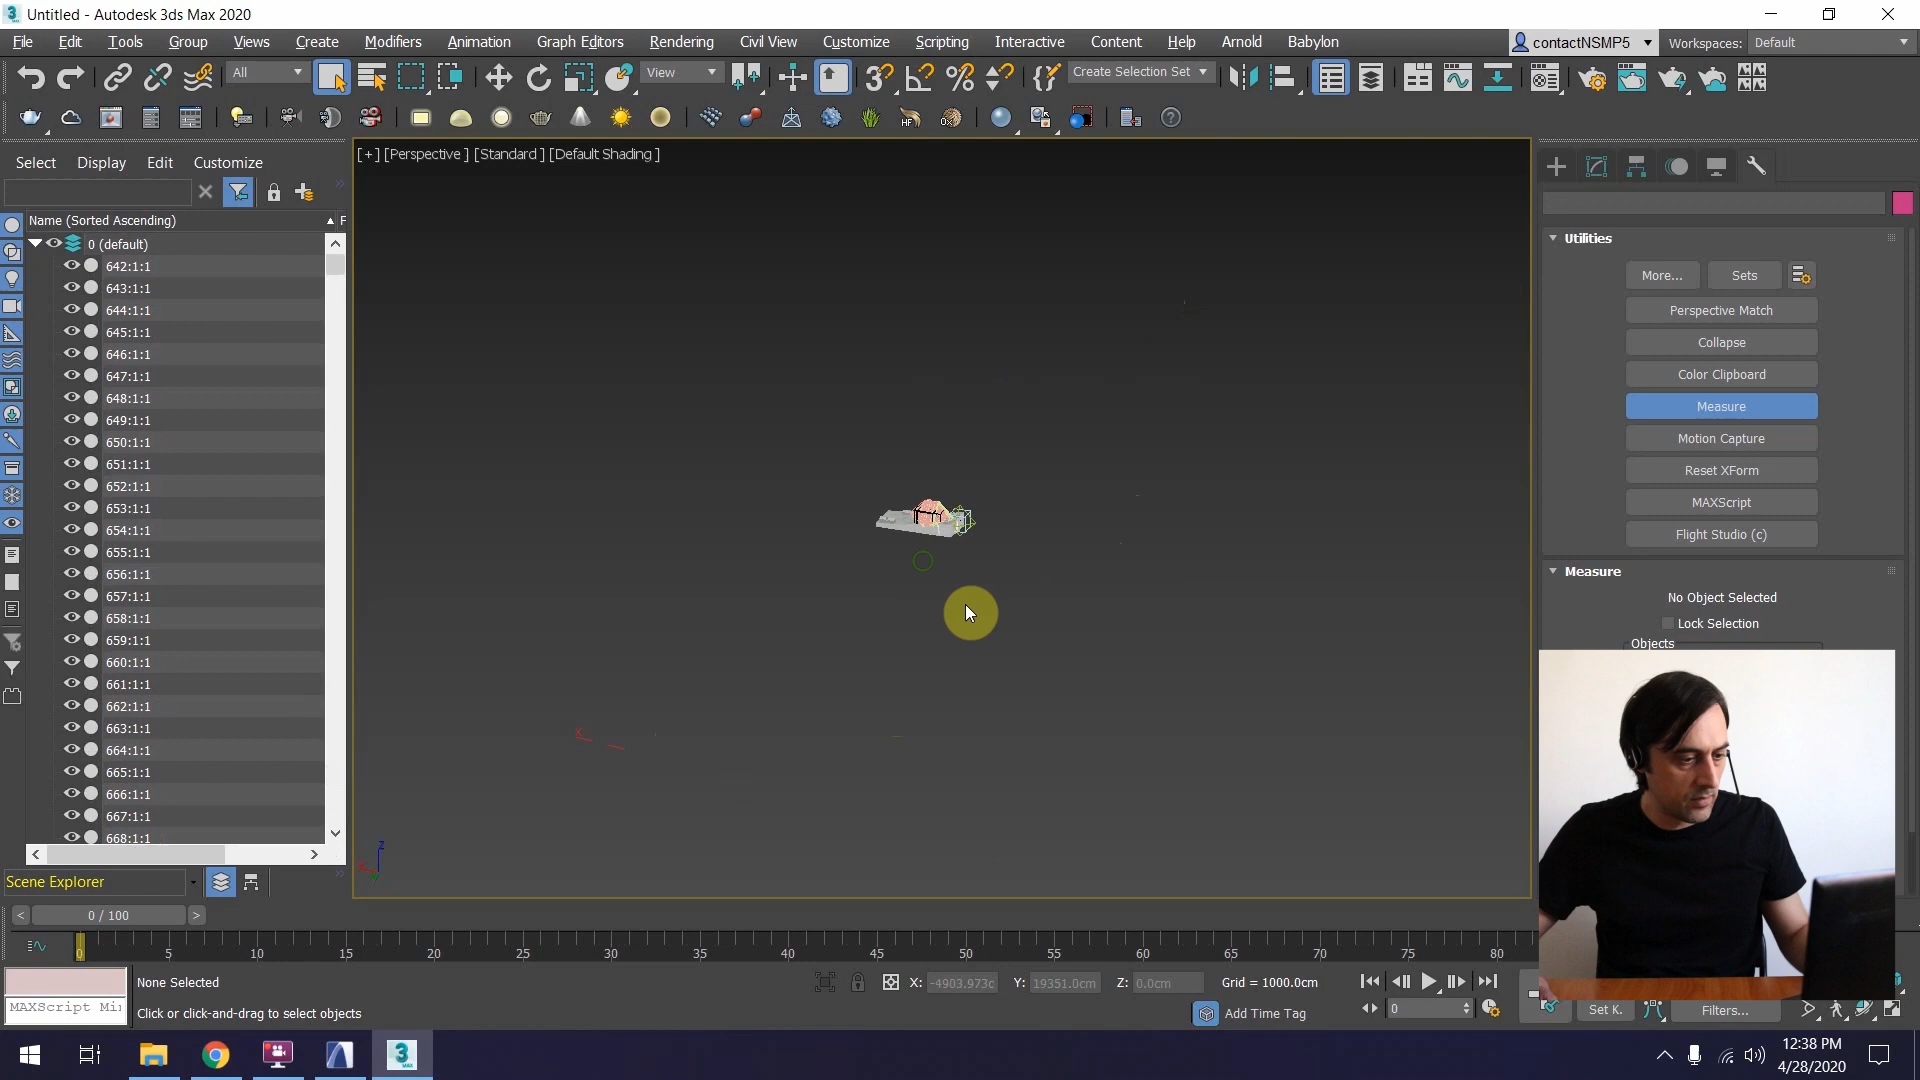 Untitled - Autodesk 3ds Max 2020
File Edit Tools Group Views Create Modifiers Animation Graph Editors Rendering Civil View Customize Scripting Interactive Content Help Arnold Babylon
contactNSMP5 Workspaces: Default
All View Create Selection Set
Select Display Edit Customize
[+] [Perspective] [Standard] [Default Shading]
Name (Sorted Ascending) F
0 (default)
642:1:1
643:1:1
644:1:1
645:1:1
646:1:1
647:1:1
648:1:1
649:1:1
650:1:1
651:1:1
652:1:1
653:1:1
654:1:1
655:1:1
656:1:1
657:1:1
658:1:1
659:1:1
660:1:1
661:1:1
662:1:1
663:1:1
664:1:1
665:1:1
666:1:1
667:1:1
668:1:1
Scene Explorer
x
z
Utilities
More... Sets
Perspective Match
Collapse
Color Clipboard
Measure
Motion Capture
Reset XForm
MAXScript
Flight Studio (c)
Measure
No Object Selected
Lock Selection
Objects
< 0 / 100 >
0 5 10 15 20 25 30 35 40 45 50 55 60 65 70 75 80
None Selected X: -4903.973c Y: 19351.0cm Z: 0.0cm Grid = 1000.0cm
MAXScript Mi
Click or click-and-drag to select objects
Add Time Tag
0
Set K. Filters...
12:38 PM
4/28/2020